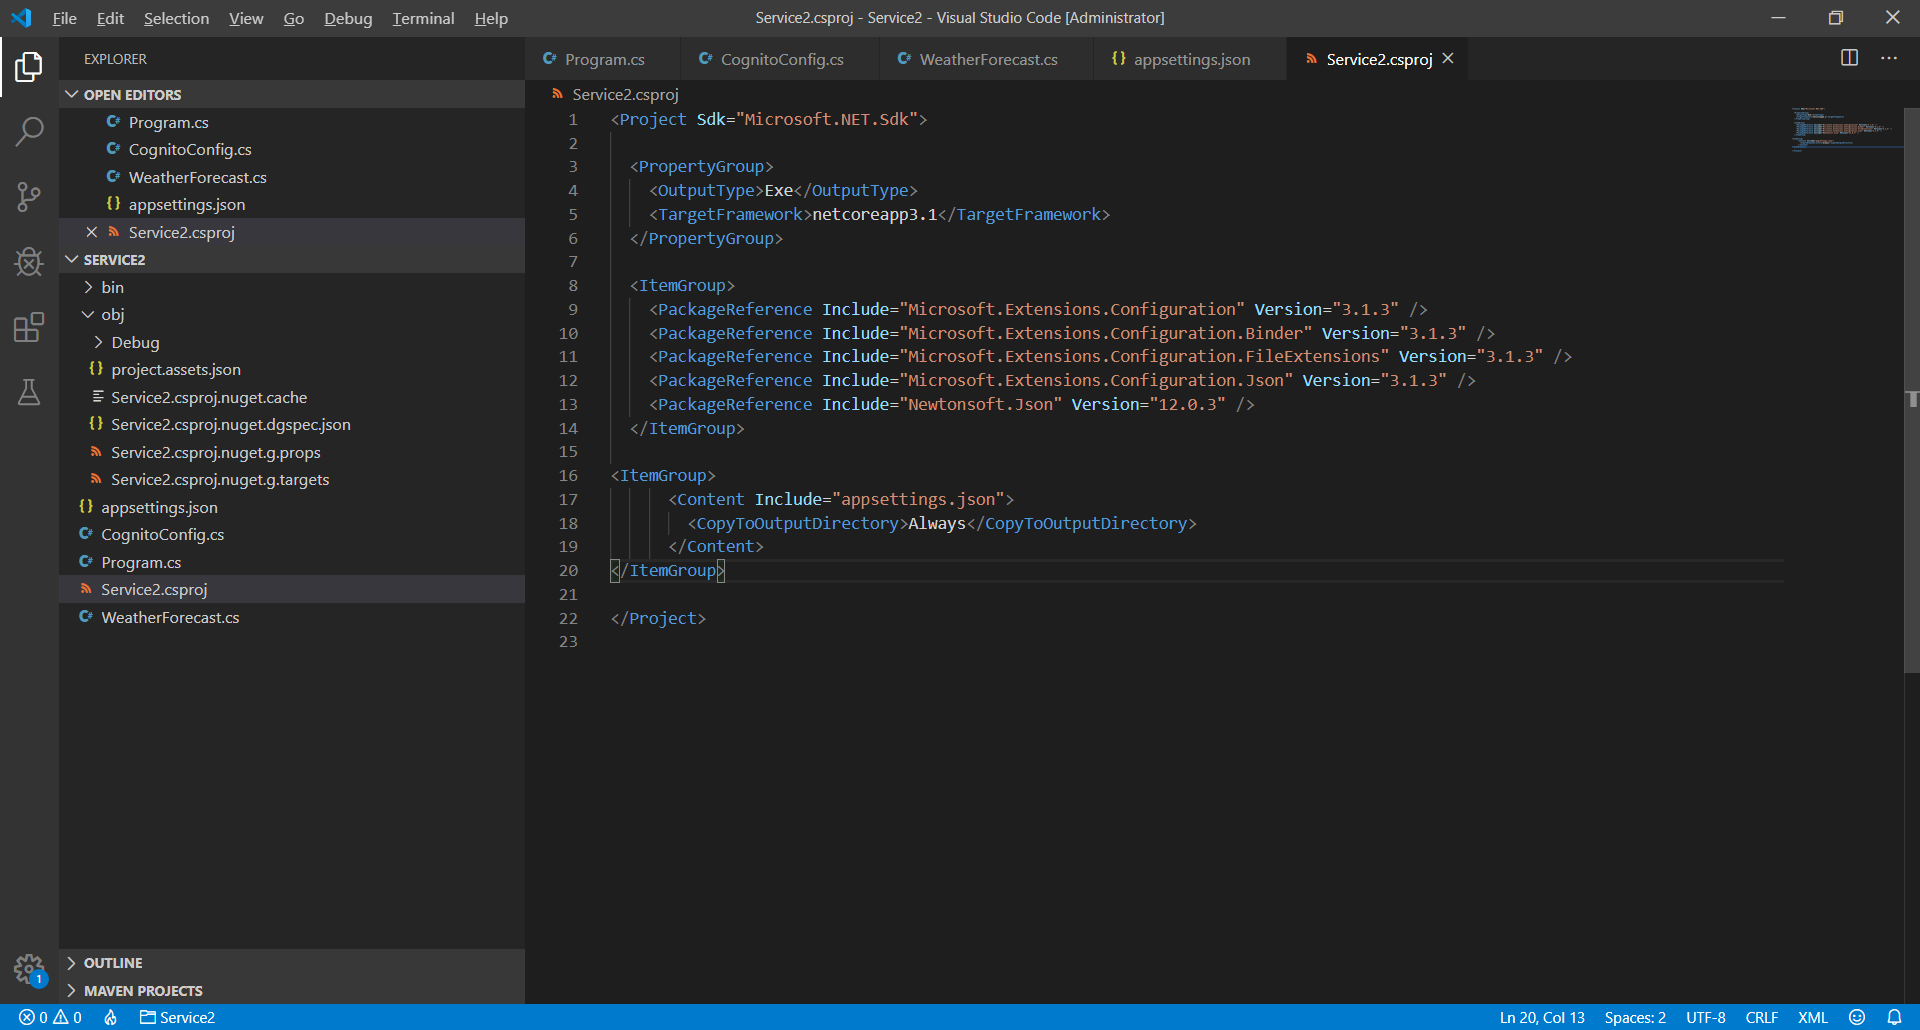 File Edit Selection View Go Debug Terminal Help
Service2.csproj - Service2 - Visual Studio Code [Administrator]
EXPLORER
OPEN EDITORS
C# Program.cs
C# CognitoConfig.cs
C# WeatherForecast.cs
{} appsettings.json
Service2.csproj
SERVICE2
bin
obj
Debug
{} project.assets.json
Service2.csproj.nuget.cache
{} Service2.csproj.nuget.dgspec.json
Service2.csproj.nuget.g.props
Service2.csproj.nuget.g.targets
{} appsettings.json
C# CognitoConfig.cs
C# Program.cs
Service2.csproj
C# WeatherForecast.cs
OUTLINE
MAVEN PROJECTS
1
C# Program.cs C# CognitoConfig.cs C# WeatherForecast.cs {} appsettings.json Service2.csproj
Service2.csproj
1 <Project Sdk="Microsoft.NET.Sdk">
2
3 <PropertyGroup>
4 <OutputType>Exe</OutputType>
5 <TargetFramework>netcoreapp3.1</TargetFramework>
6 </PropertyGroup>
7
8 <ItemGroup>
9 <PackageReference Include="Microsoft.Extensions.Configuration" Version="3.1.3" />
10 <PackageReference Include="Microsoft.Extensions.Configuration.Binder" Version="3.1.3" />
11 <PackageReference Include="Microsoft.Extensions.Configuration.FileExtensions" Version="3.1.3" />
12 <PackageReference Include="Microsoft.Extensions.Configuration.Json" Version="3.1.3" />
13 <PackageReference Include="Newtonsoft.Json" Version="12.0.3" />
14 </ItemGroup>
15
16 <ItemGroup>
17 <Content Include="appsettings.json">
18 <CopyToOutputDirectory>Always</CopyToOutputDirectory>
19 </Content>
20 </ItemGroup>
21
22 </Project>
23
0 0 Service2 Ln 20, Col 13 Spaces: 2 UTF-8 CRLF XML